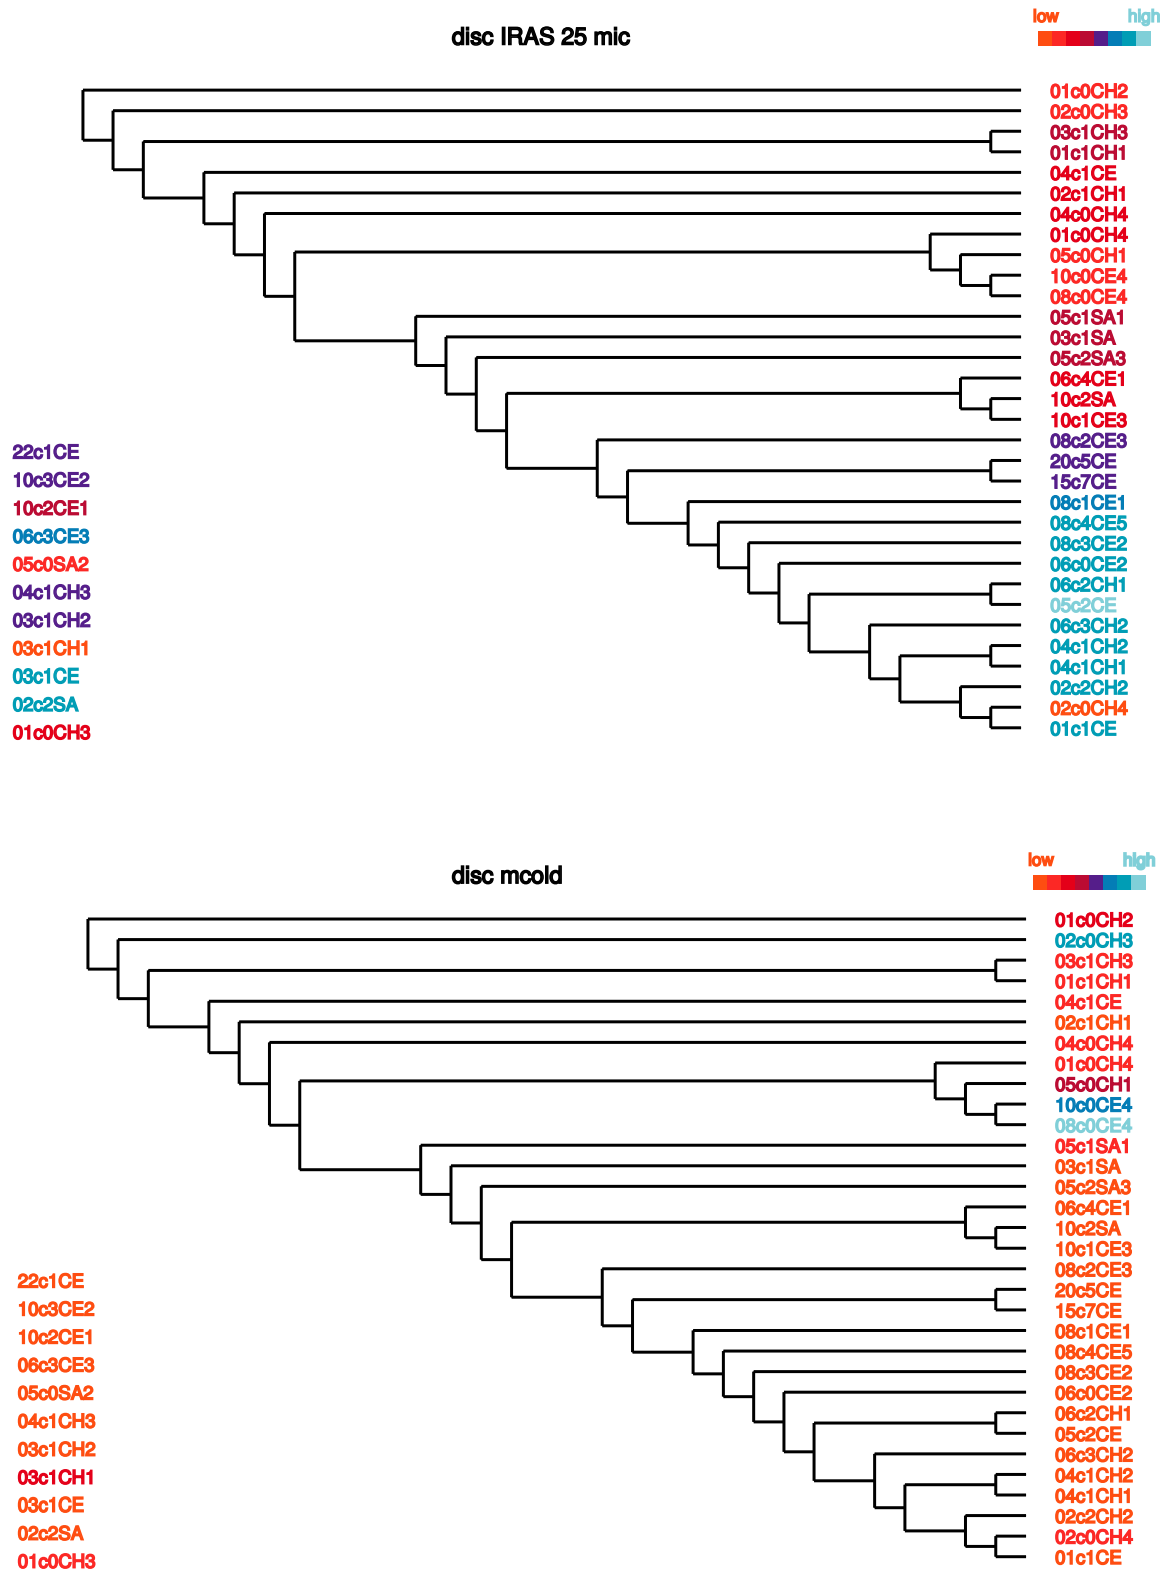 low high
disc IRAS 25 mic
01c0CH2
02c0CH3
03c1CH3
01c1CH1
04c1CE
02c1CH1
04c0CH4
01c0CH4
05c0CH1
10c0CE4
08c0CE4
05c1SA1
03c1SA
05c2SA3
06c4CE1
10c2SA
10c1CE3
08c2CE3
20c5CE
15c7CE
08c1CE1
08c4CE5
08c3CE2
06c0CE2
06c2CH1
05c2CE
06c3CH2
04c1CH2
04c1CH1
02c2CH2
02c0CH4
01c1CE
22c1CE
10c3CE2
10c2CE1
06c3CE3
05c0SA2
04c1CH3
03c1CH2
03c1CH1
03c1CE
02c2SA
01c0CH3
low high
disc mcold
01c0CH2
02c0CH3
03c1CH3
01c1CH1
04c1CE
02c1CH1
04c0CH4
01c0CH4
05c0CH1
10c0CE4
08c0CE4
05c1SA1
03c1SA
05c2SA3
06c4CE1
10c2SA
10c1CE3
08c2CE3
20c5CE
15c7CE
08c1CE1
08c4CE5
08c3CE2
06c0CE2
06c2CH1
05c2CE
06c3CH2
04c1CH2
04c1CH1
02c2CH2
02c0CH4
01c1CE
22c1CE
10c3CE2
10c2CE1
06c3CE3
05c0SA2
04c1CH3
03c1CH2
03c1CH1
03c1CE
02c2SA
01c0CH3